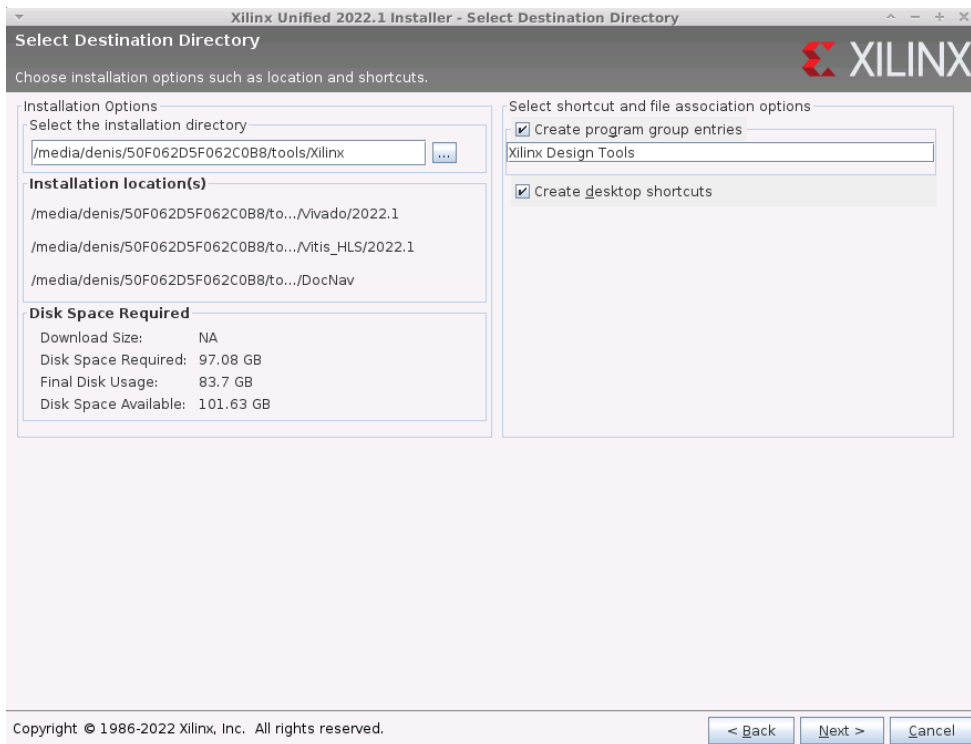 Xilinx Unified 2022.1 Installer - Select Destination Directory
Select Destination Directory
Choose installation options such as location and shortcuts.
XILINX
Installation Options
Select the installation directory
/media/denis/50F062D5F062C0B8/tools/Xilinx
...
Installation location(s)
/media/denis/50F062D5F062C0B8/to.../Vivado/2022.1
/media/denis/50F062D5F062C0B8/to.../Vitis_HLS/2022.1
/media/denis/50F062D5F062C0B8/to.../DocNav
Disk Space Required
Download Size: NA
Disk Space Required: 97.08 GB
Final Disk Usage: 83.7 GB
Disk Space Available: 101.63 GB
Select shortcut and file association options
Create program group entries
Xilinx Design Tools
Create desktop shortcuts
Copyright © 1986-2022 Xilinx, Inc. All rights reserved.
< Back
Next >
Cancel